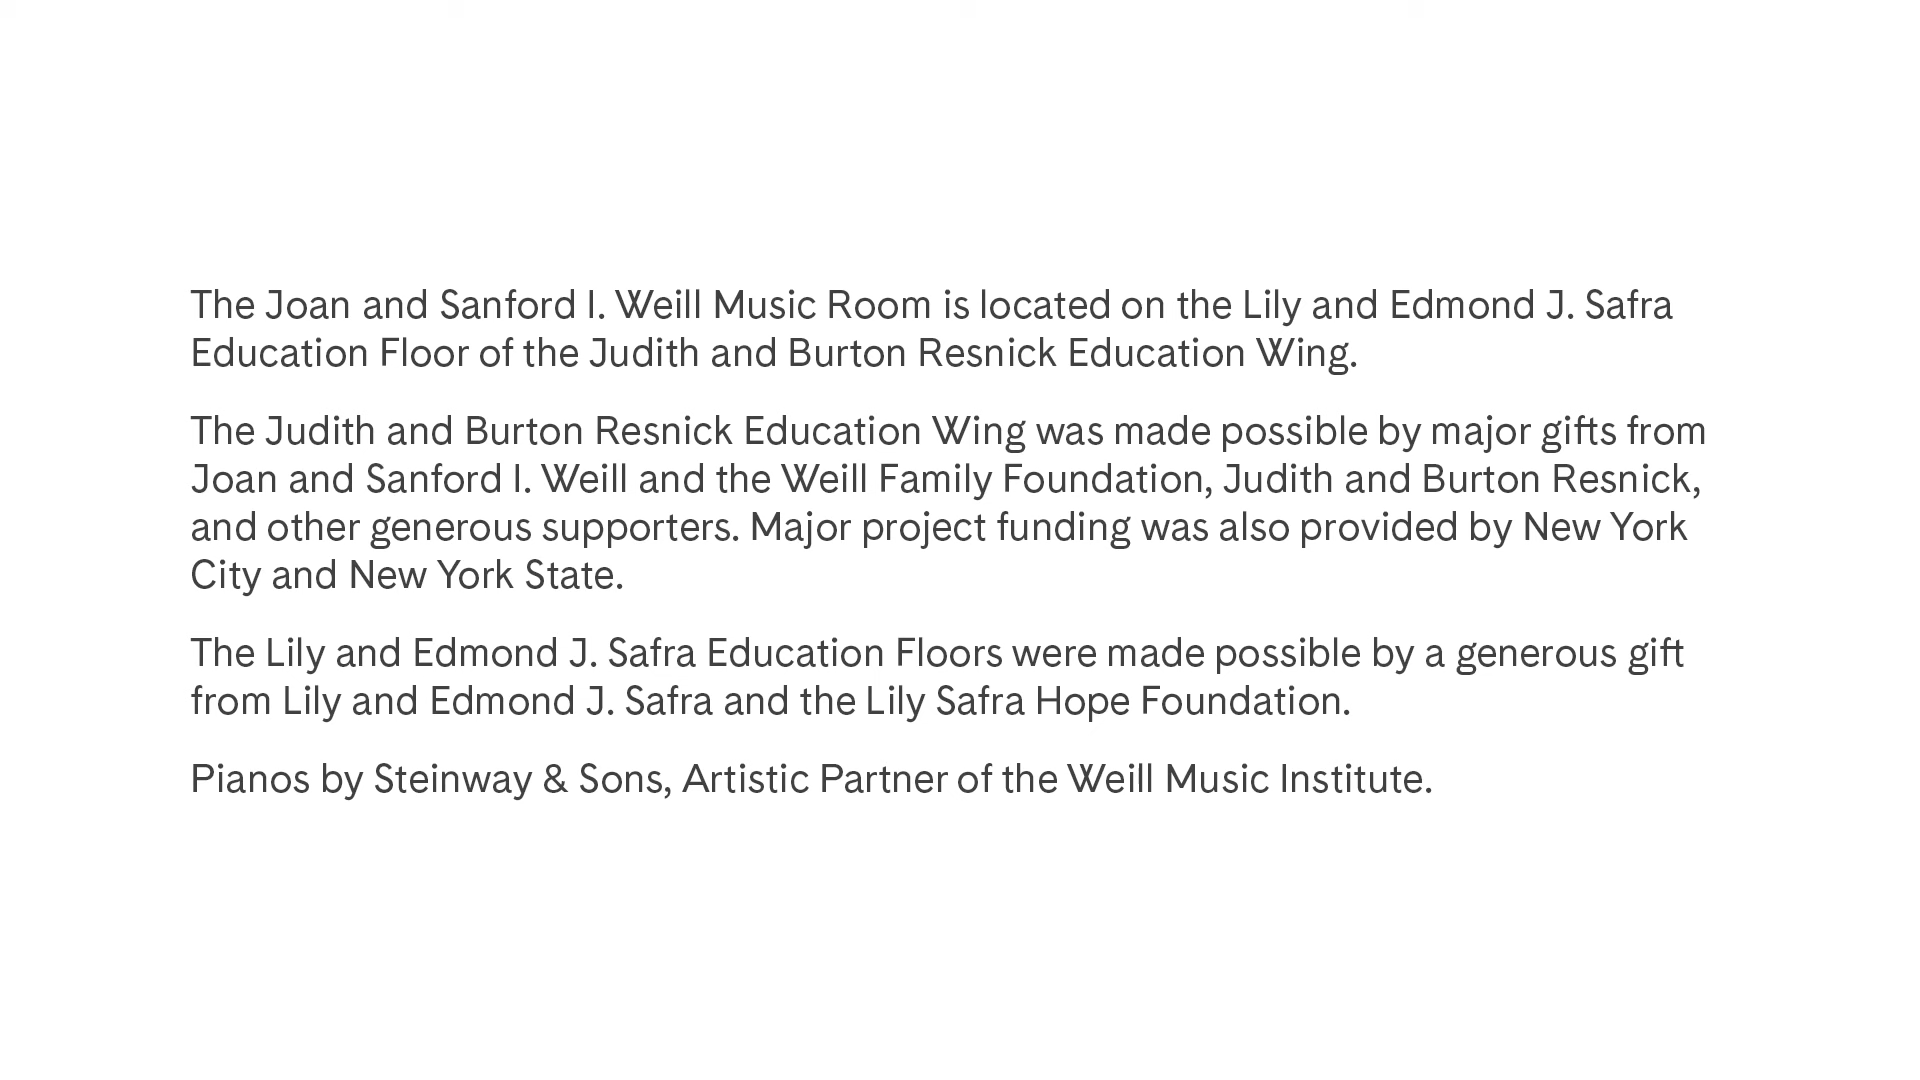 The Joan and Sanford I. Weill Music Room is located on the Lily and Edmond J. Safra
Education Floor of the Judith and Burton Resnick Education Wing.
The Judith and Burton Resnick Education Wing was made possible by major gifts from
Joan and Sanford I. Weill and the Weill Family Foundation, Judith and Burton Resnick,
and other generous supporters. Major project funding was also provided by New York
City and New York State.
The Lily and Edmond J. Safra Education Floors were made possible by a generous gift
from Lily and Edmond J. Safra and the Lily Safra Hope Foundation.
Pianos by Steinway & Sons, Artistic Partner of the Weill Music Institute.